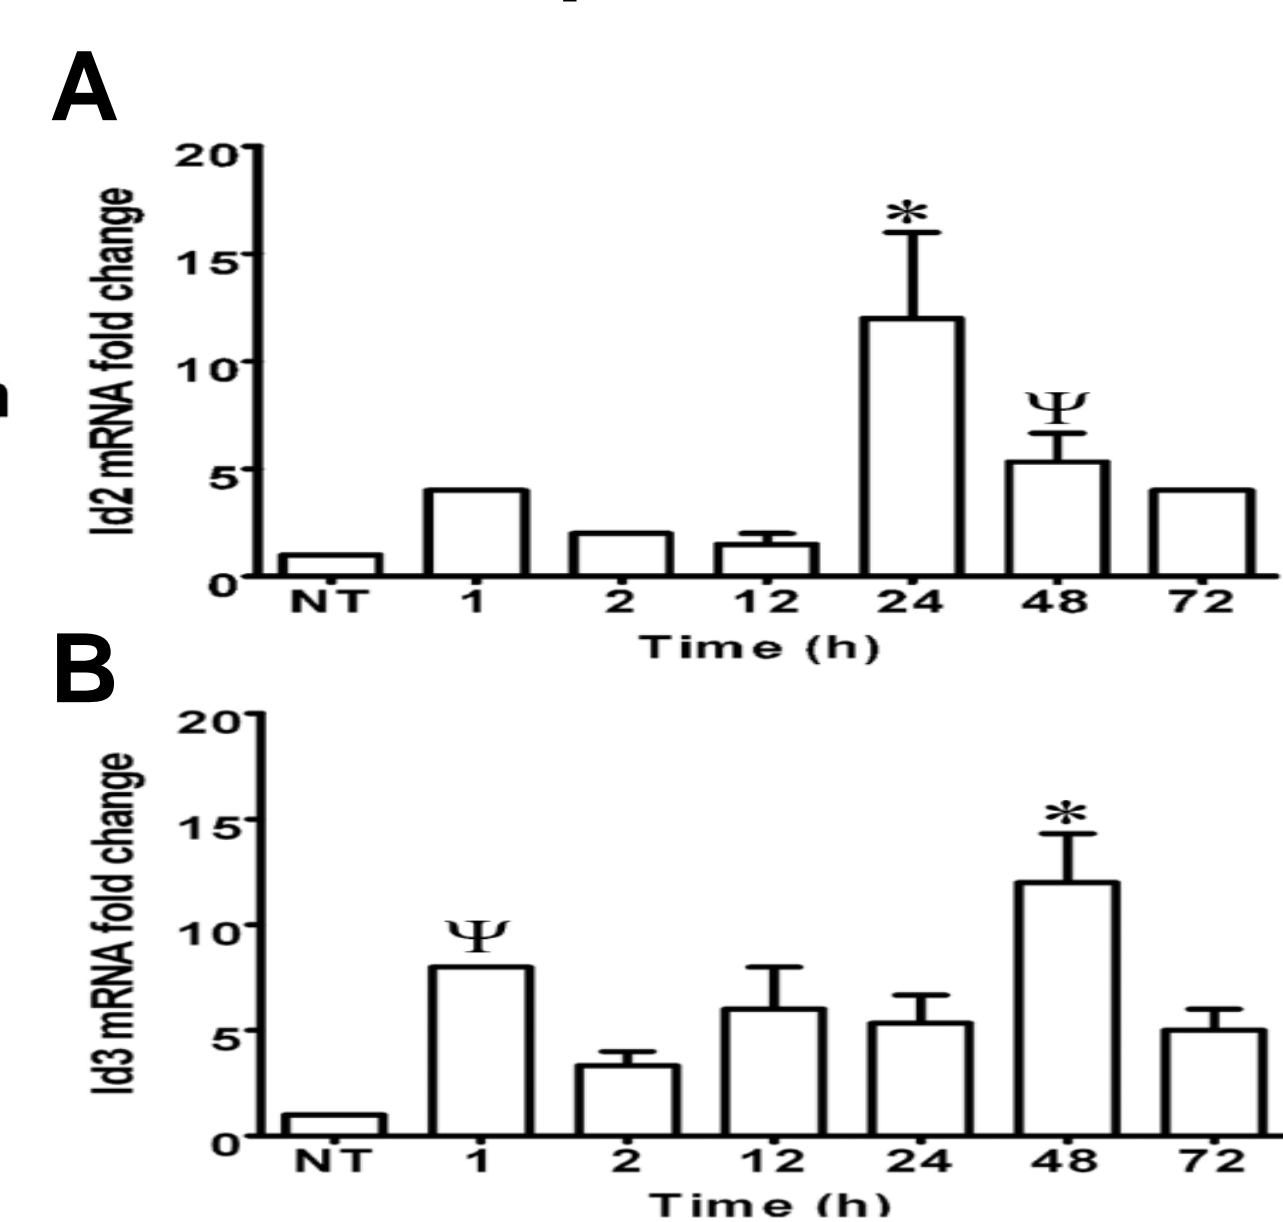 A
20
15
10
5
0
Id2 mRNA fold change
*
Ψ
NT 1 2 12 24 48 72
Time (h)
B
20
15
10
5
0
Id3 mRNA fold change
Ψ
*
NT 1 2 12 24 48 72
Time (h)